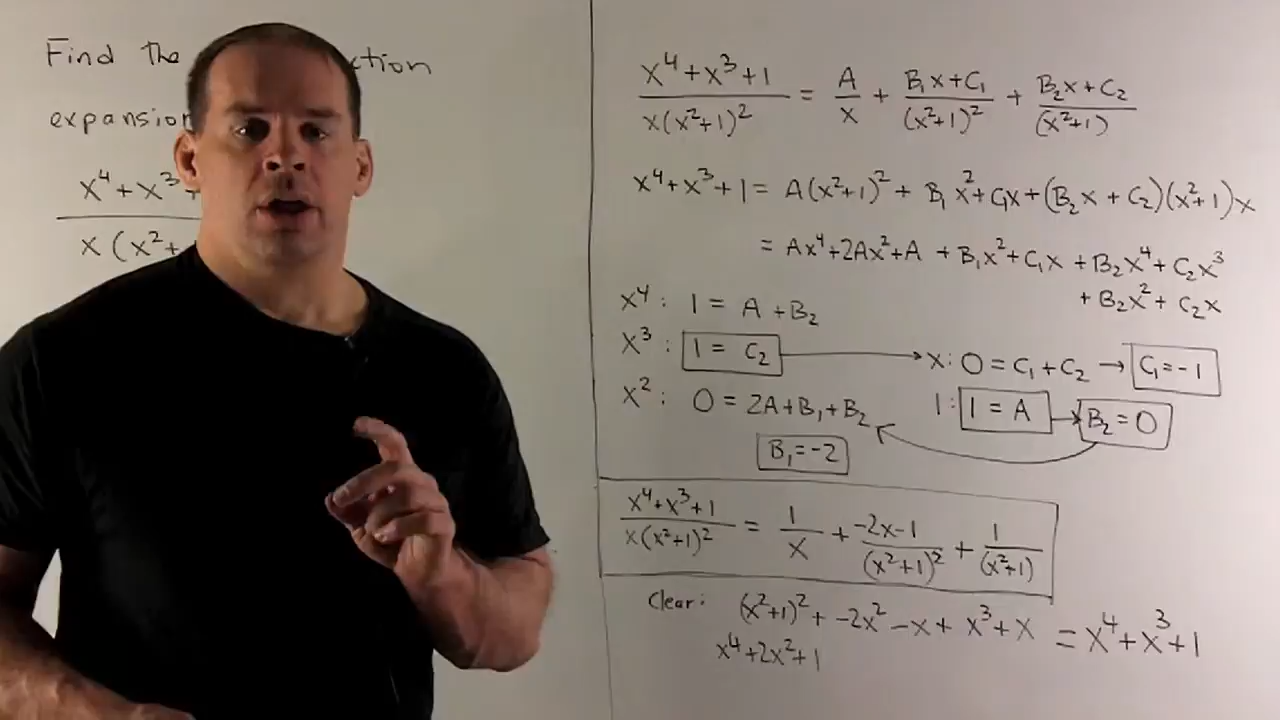 Find the
expansion
x⁴+x³
x(x²+
x⁴+x³+1 / x(x²+1)² = A/x + B₁x+C₁ / (x²+1)² + B₂x+C₂ / (x²+1)
x⁴+x³+1 = A(x²+1)² + B₁x²+C₁x+(B₂x+C₂)(x²+1)x
= Ax⁴+2Ax²+A +B₁x²+C₁x +B₂x⁴+C₂x³
+B₂x²+C₂x
x⁴: 1 = A +B₂
x³: 1 = C₂ → x: 0 = C₁+C₂ → C₁=-1
x²: 0 = 2A+B₁+B₂
1: 1 = A → B₂=0
B₁=-2
x⁴+x³+1 / x(x²+1)² = 1/x + -2x-1 / (x²+1)² + 1 / (x²+1)
Clear: (x²+1)² + -2x² -x + x³+x = x⁴+x³+1
x⁴+2x²+1